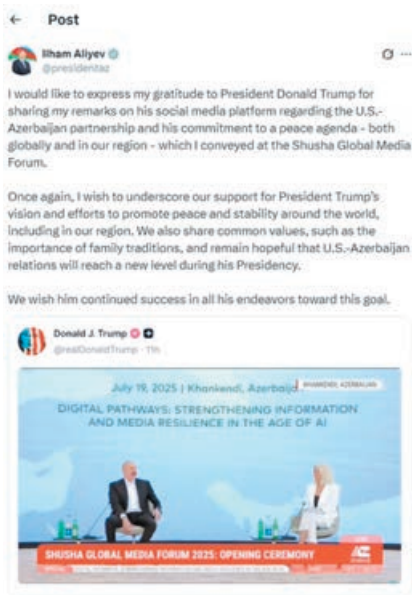 Post
Ilham Aliyev
@presidentaz
I would like to express my gratitude to President Donald Trump for
sharing my remarks on his social media platform regarding the U.S.-
Azerbaijan partnership and his commitment to a peace agenda - both
globally and in our region - which I conveyed at the Shusha Global Media
Forum.
Once again, I wish to underscore our support for President Trump's
vision and efforts to promote peace and stability around the world,
including in our region. We also share common values, such as the
importance of family traditions, and remain hopeful that U.S.-Azerbaijan
relations will reach a new level during his Presidency.
We wish him continued success in all his endeavors toward this goal.
Donald J. Trump
@realDonaldTrump · 11h
July 19, 2025 | Khankendi, Azerbaija
KHANKENDI, AZERBAIJAN
DIGITAL PATHWAYS: STRENGTHENING INFORMATION
AND MEDIA RESILIENCE IN THE AGE OF AI
SHUSHA GLOBAL MEDIA FORUM 2025: OPENING CEREMONY